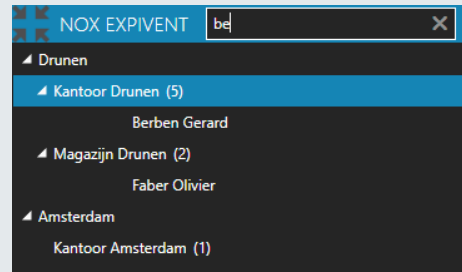 NOX EXPIVENT be
Drunen
Kantoor Drunen (5)
Berben Gerard
Magazijn Drunen (2)
Faber Olivier
Amsterdam
Kantoor Amsterdam (1)